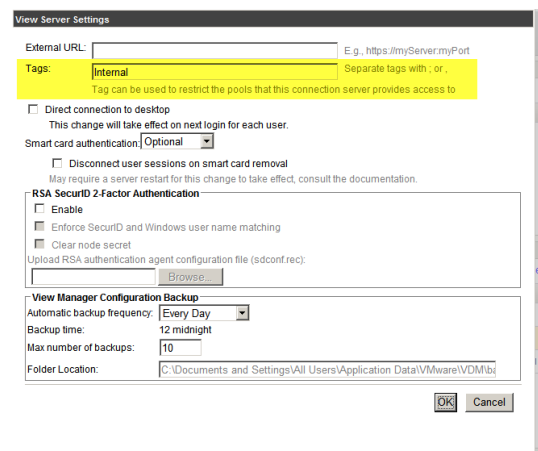 View Server Settings
External URL:
E.g., https://myServer:myPort
Tags: Internal Separate tags with ; or ,
Tag can be used to restrict the pools that this connection server provides access to
Direct connection to desktop
This change will take effect on next login for each user.
Smart card authentication: Optional
Disconnect user sessions on smart card removal
May require a server restart for this change to take effect, consult the documentation.
RSA SecurID 2-Factor Authentication
Enable
Enforce SecurID and Windows user name matching
Clear node secret
Upload RSA authentication agent configuration file (sdconf.rec):
Browse...
View Manager Configuration Backup
Automatic backup frequency: Every Day
Backup time: 12 midnight
Max number of backups: 10
Folder Location: C:\Documents and Settings\All Users\Application Data\VMware\VDM\ba
OK Cancel